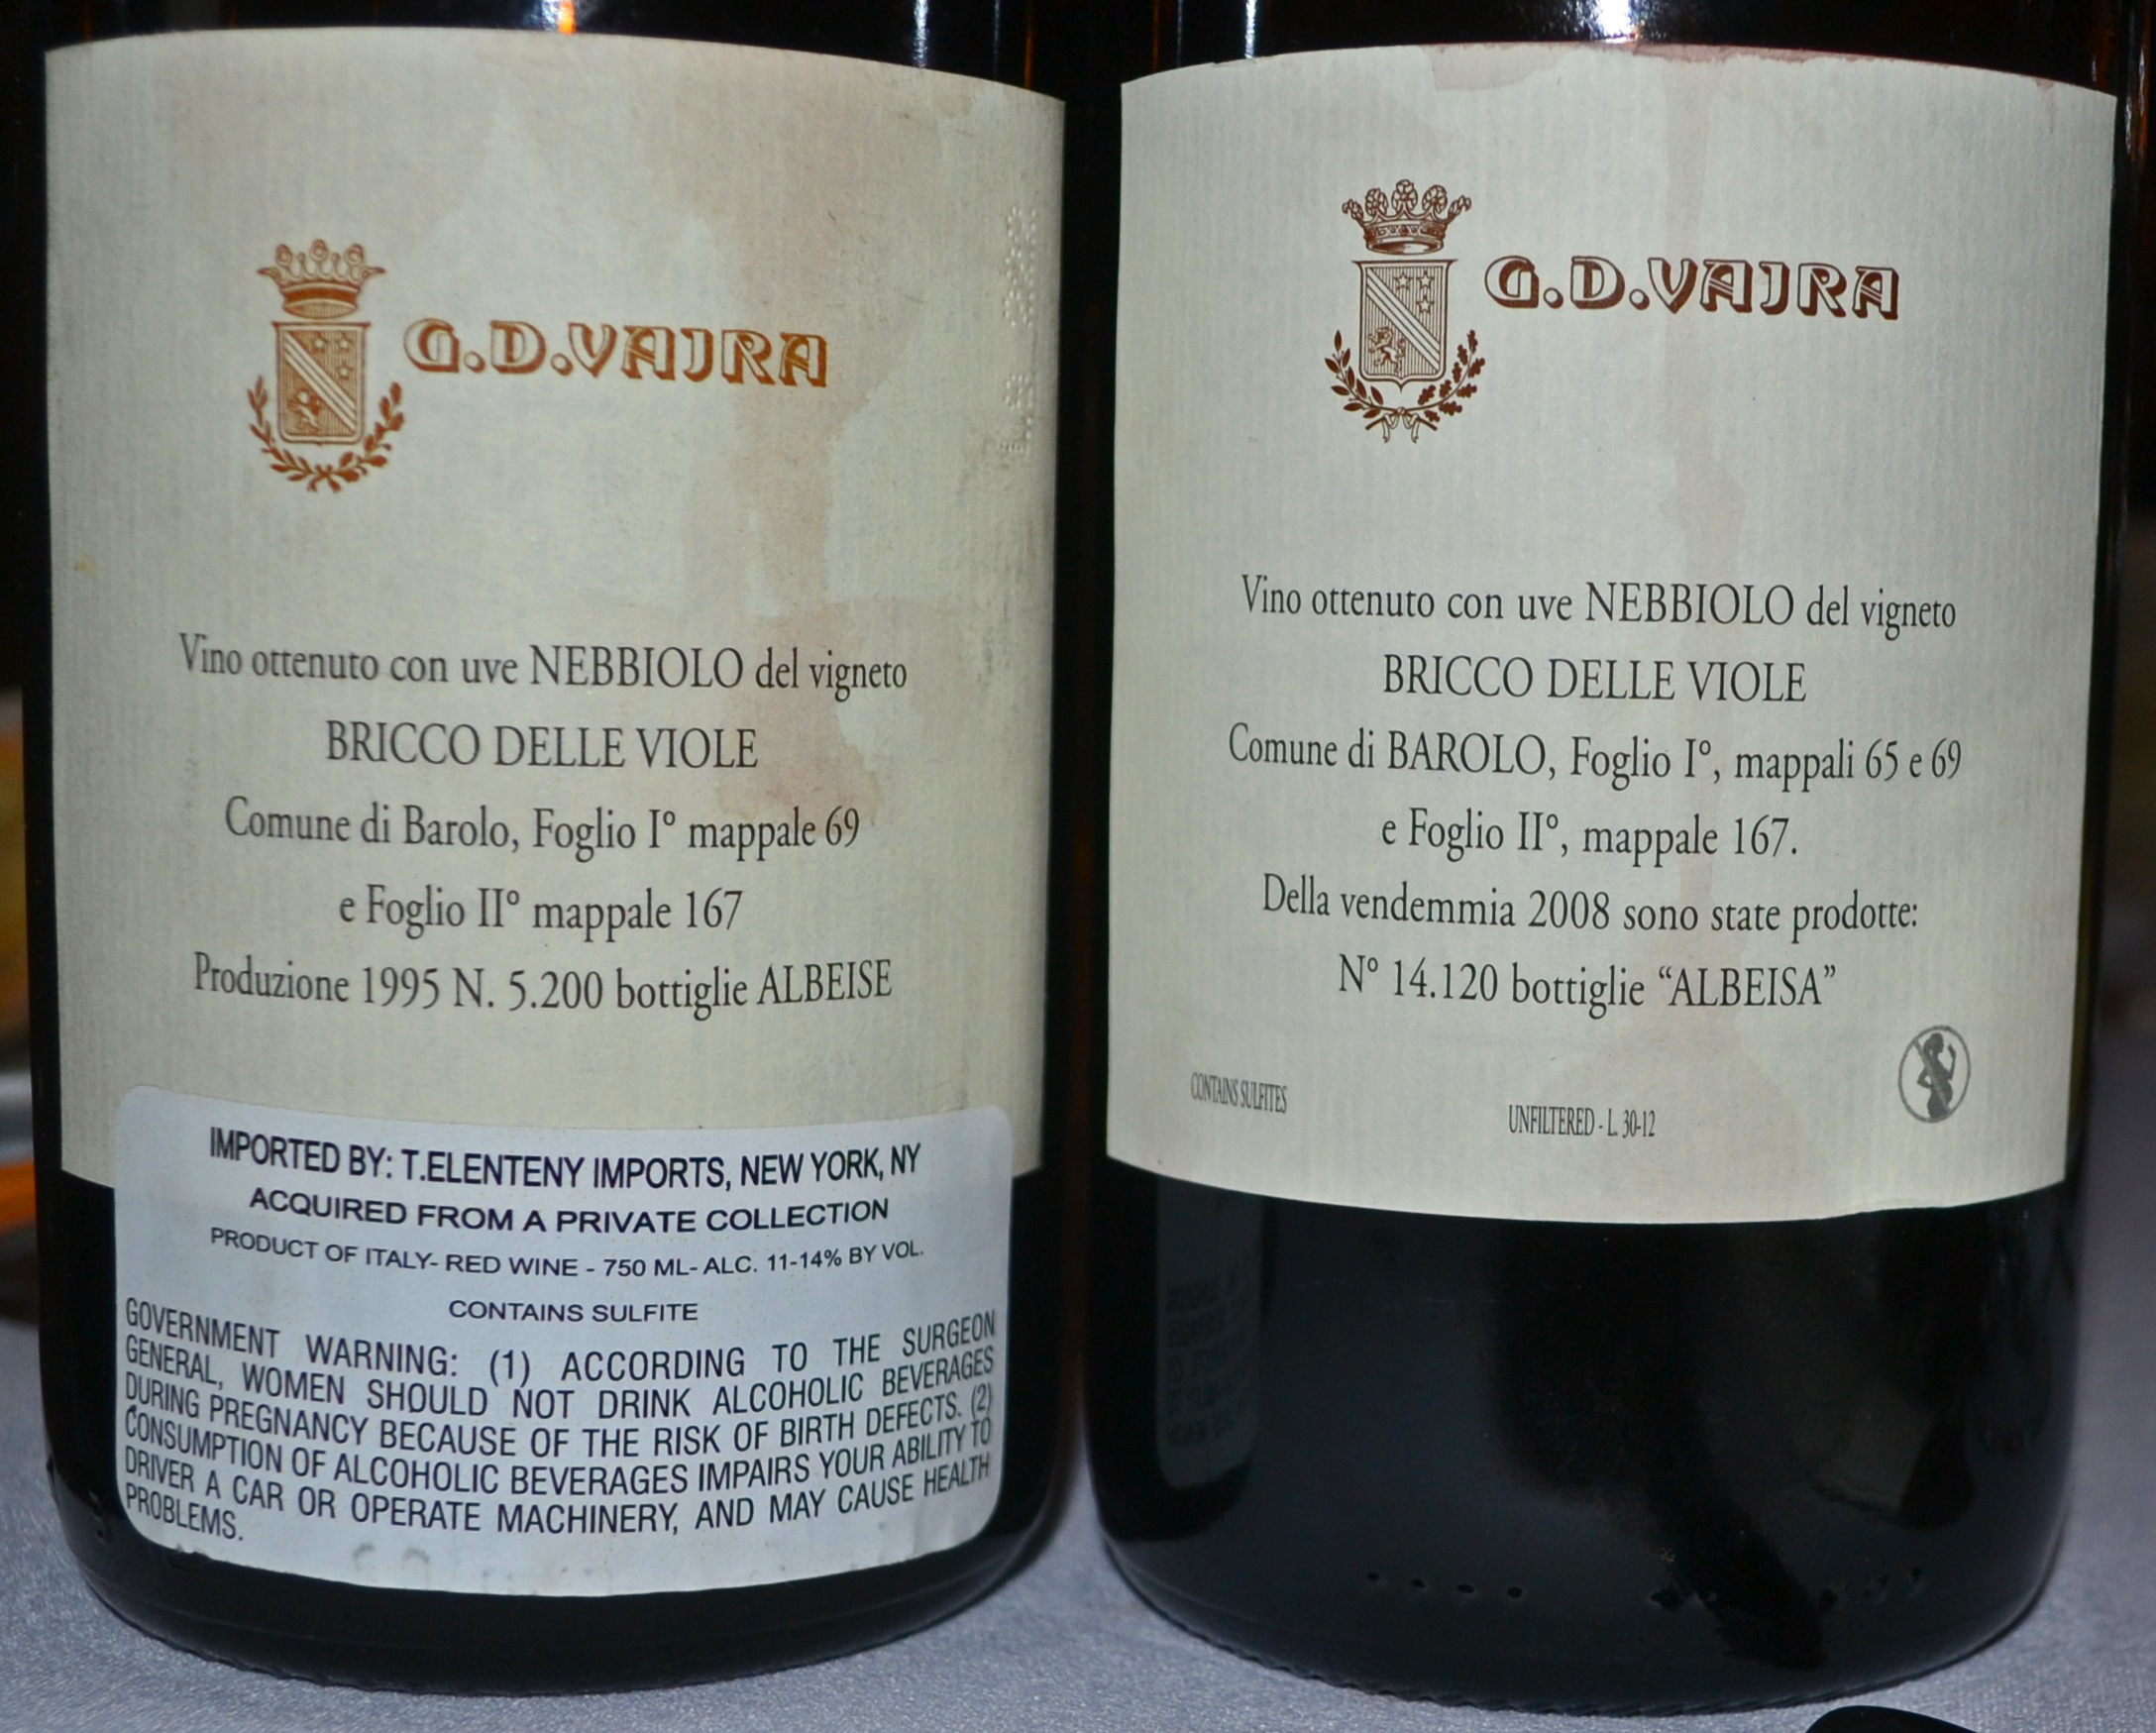 G.D.VAJRA
Vino ottenuto con uve NEBBIOLO del vigneto
BRICCO DELLE VIOLE
Comune di Barolo, Foglio I° mappale 69
e Foglio II° mappale 167
Produzione 1995 N. 5.200 bottiglie ALBEISE
IMPORTED BY: T.ELENTENY IMPORTS, NEW YORK, NY
ACQUIRED FROM A PRIVATE COLLECTION
PRODUCT OF ITALY- RED WINE - 750 ML- ALC. 11-14% BY VOL.
CONTAINS SULFITE
GOVERNMENT WARNING: (1) ACCORDING TO THE SURGEON
GENERAL, WOMEN SHOULD NOT DRINK ALCOHOLIC BEVERAGES
DURING PREGNANCY BECAUSE OF THE RISK OF BIRTH DEFECTS. (2)
CONSUMPTION OF ALCOHOLIC BEVERAGES IMPAIRS YOUR ABILITY TO
DRIVER A CAR OR OPERATE MACHINERY, AND MAY CAUSE HEALTH
PROBLEMS.
G.D.VAJRA
Vino ottenuto con uve NEBBIOLO del vigneto
BRICCO DELLE VIOLE
Comune di BAROLO, Foglio I°, mappali 65 e 69
e Foglio II°, mappale 167.
Della vendemmia 2008 sono state prodotte:
N° 14.120 bottiglie “ALBEISA”
CONTAINS SULFITES
UNFILTERED - L. 30-12